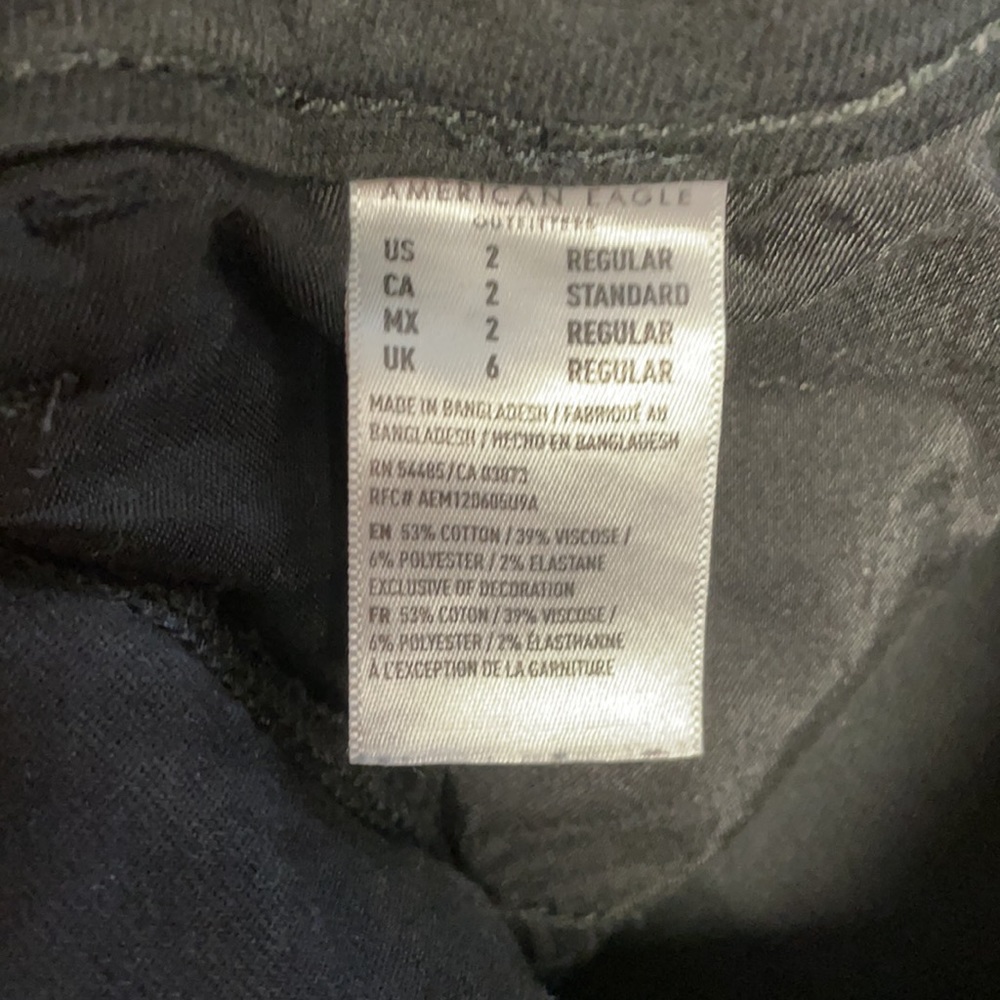 AMERICAN EAGLE
OUTFITTERS
US 2 REGULAR
CA 2 STANDARD
MX 2 REGULAR
UK 6 REGULAR
MADE IN BANGLADESH / FABRIQUÉ AU
BANGLADESH / HECHO EN BANGLADESH
RN 54485/CA 03873
RFC# AEM120605U9A
EN 53% COTTON / 39% VISCOSE /
6% POLYESTER / 2% ELASTANE
EXCLUSIVE OF DECORATION
FR 53% COTON / 39% VISCOSE /
6% POLYESTER / 2% ÉLASTHANNE
À L'EXCEPTION DE LA GARNITURE